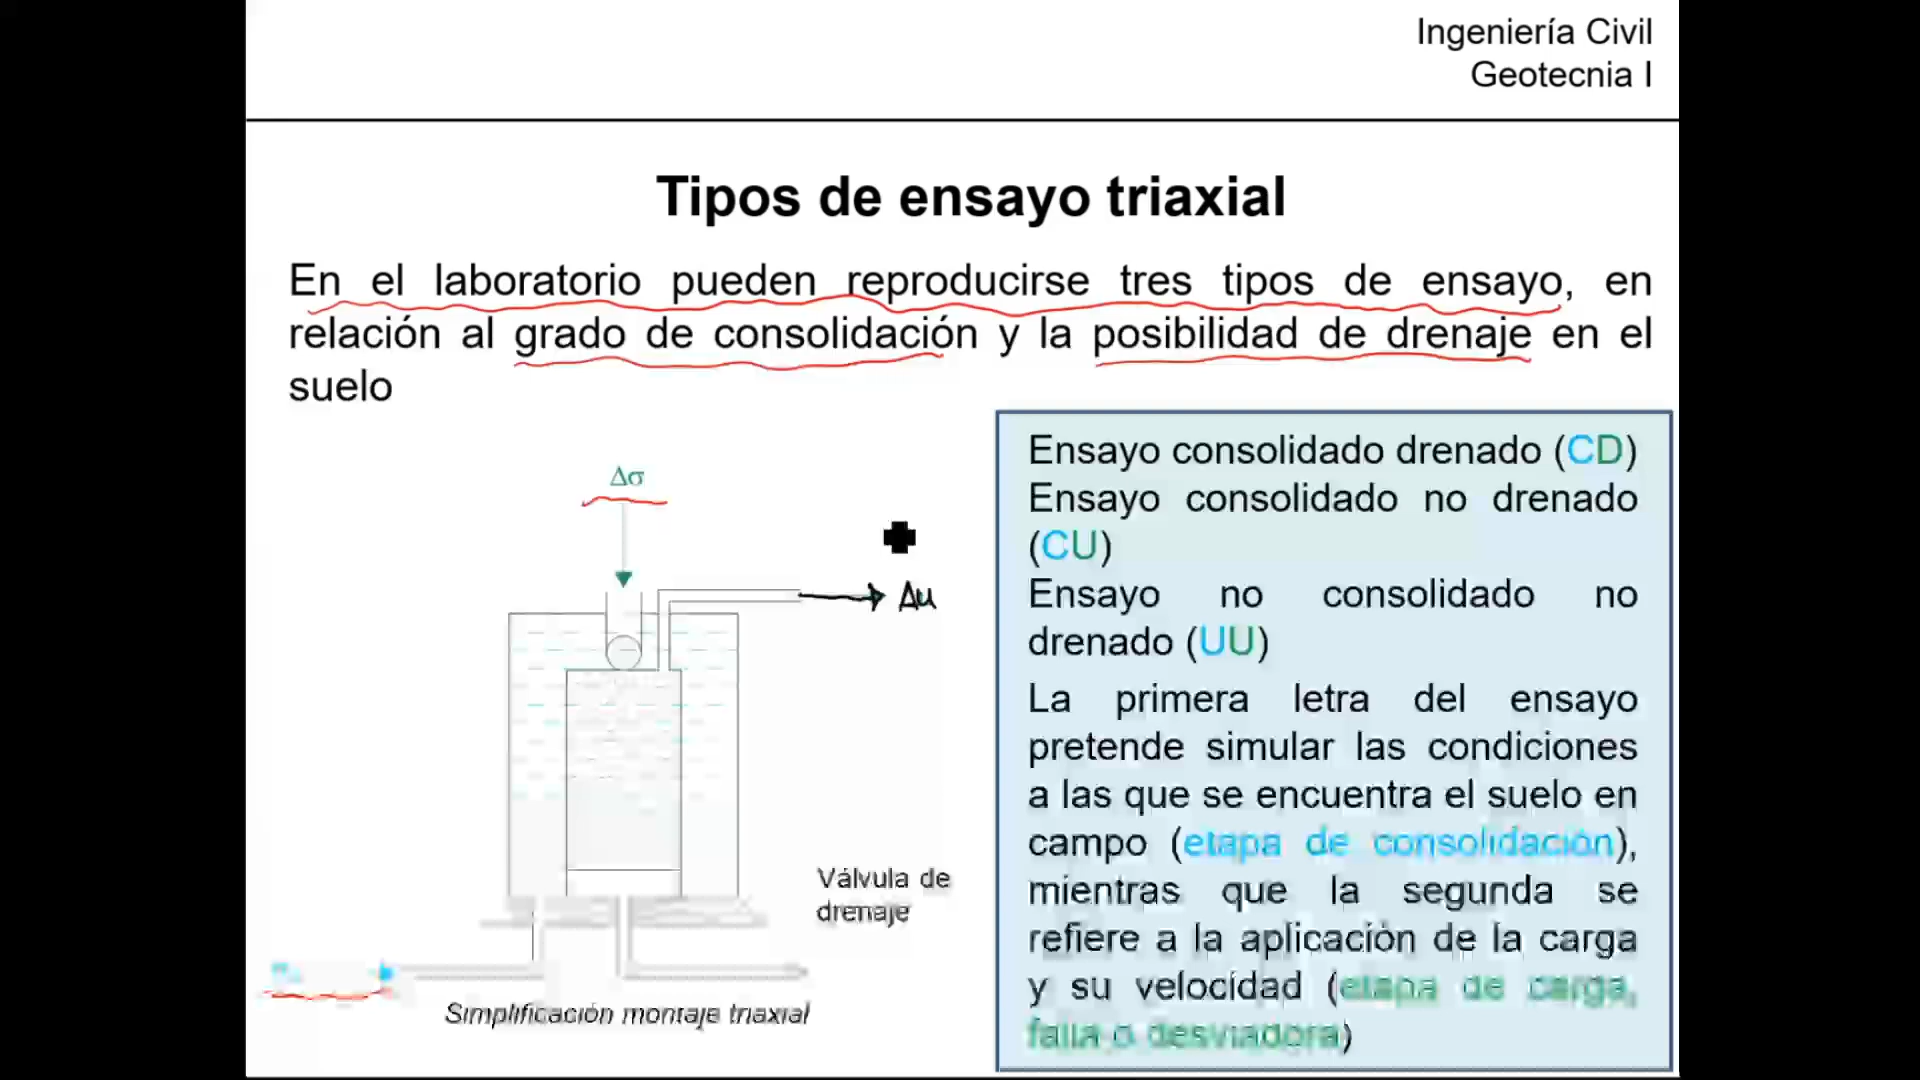 Ingeniería Civil
Geotecnia I
Tipos de ensayo triaxial
En el laboratorio pueden reproducirse tres tipos de ensayo, en
relación al grado de consolidación y la posibilidad de drenaje en el
suelo
Δσ
Δu
Válvula de
drenaje
Simplificación montaje triaxial
Ensayo consolidado drenado (CD)
Ensayo consolidado no drenado
(CU)
Ensayo no consolidado no
drenado (UU)
La primera letra del ensayo
pretende simular las condiciones
a las que se encuentra el suelo en
campo (etapa de consolidación),
mientras que la segunda se
refiere a la aplicación de la carga
y su velocidad (etapa de carga,
falla o desviadora)